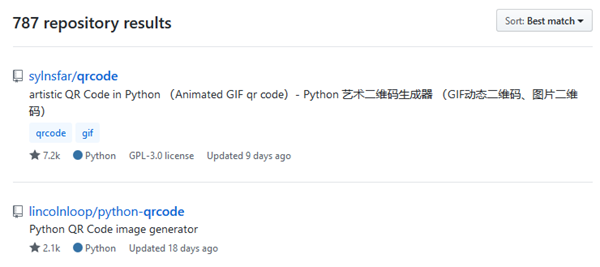 787 repository results
Sort: Best match
sylnsfar/qrcode
artistic QR Code in Python （Animated GIF qr code）- Python 艺术二维码生成器 （GIF动态二维码、图片二维
码）
qrcode gif
7.2k Python GPL-3.0 license Updated 9 days ago
lincolnloop/python-qrcode
Python QR Code image generator
2.1k Python Updated 18 days ago